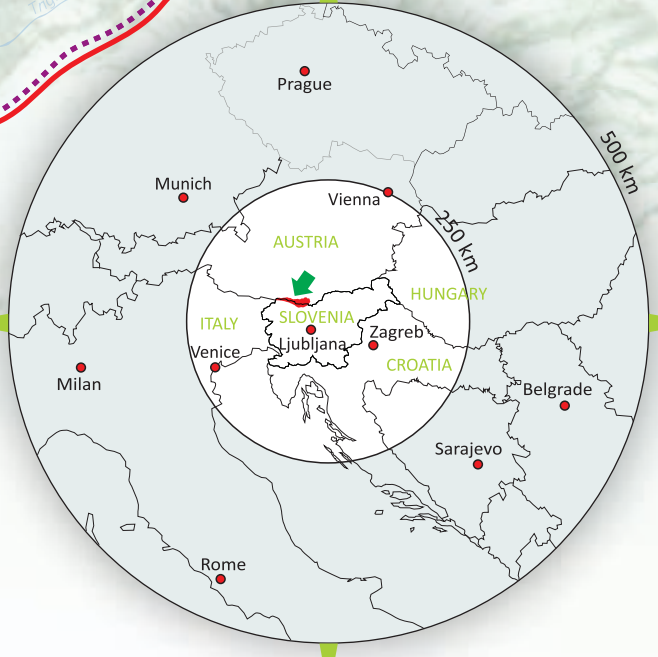 Prague
500 km
Munich
Vienna
250 km
AUSTRIA
HUNGARY
ITALY
SLOVENIA
Ljubljana
Zagreb
Venice
CROATIA
Milan
Belgrade
Sarajevo
Rome